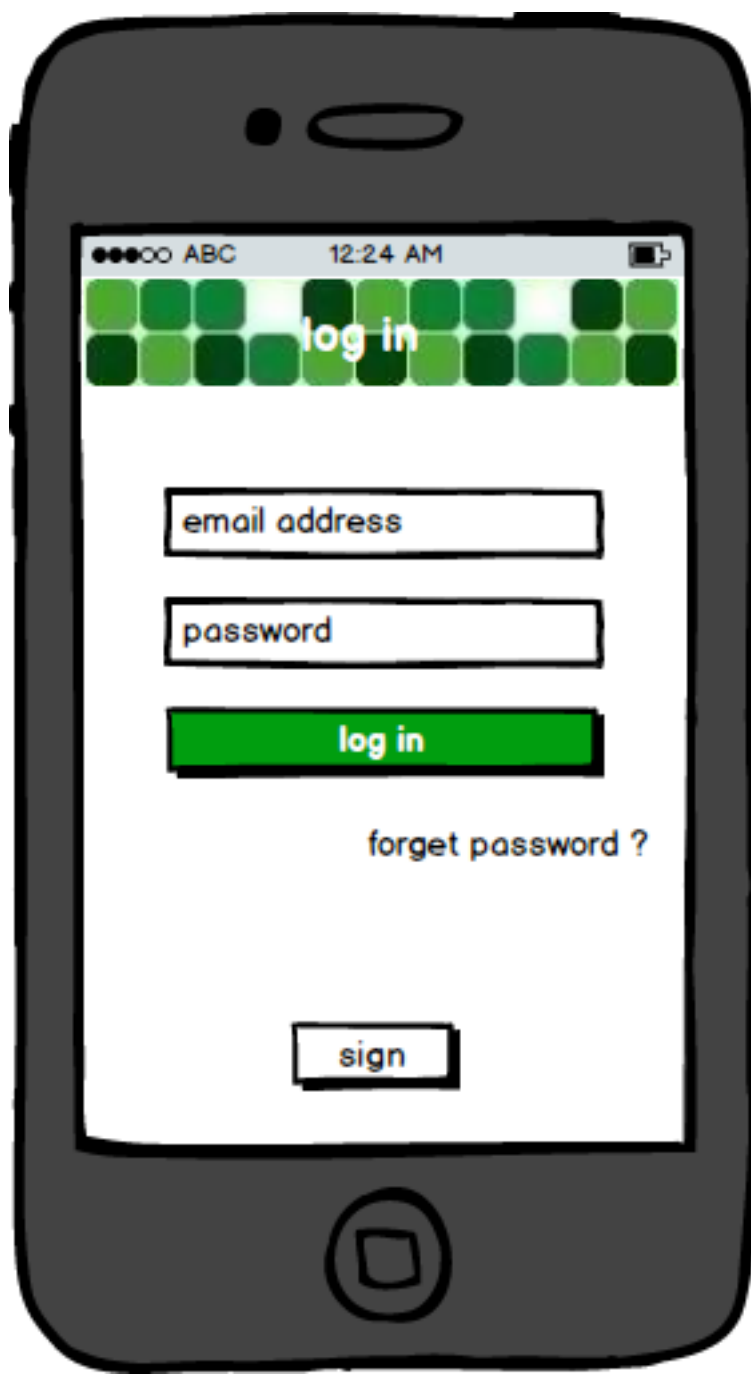 ABC 12:24 AM
log in
email address
password
log in
forget password ?
sign